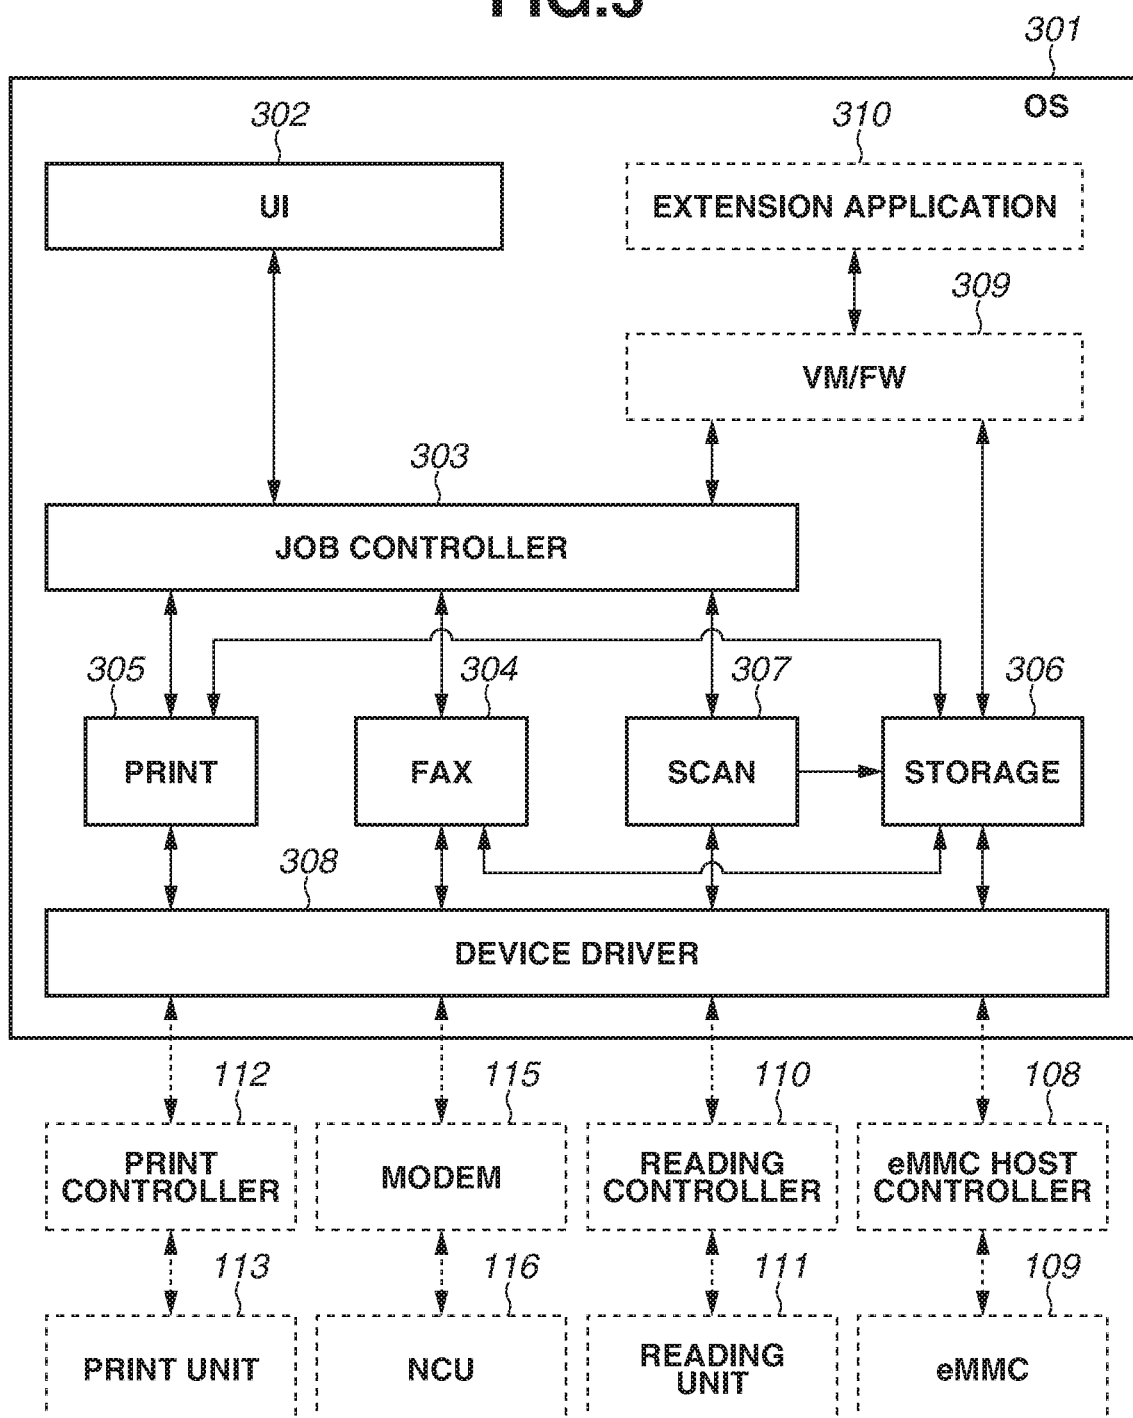 FIG.3
301
OS
302
310
UI
EXTENSION APPLICATION
309
VM/FW
303
JOB CONTROLLER
305
304
307
306
PRINT
FAX
SCAN
STORAGE
308
DEVICE DRIVER
112
115
110
108
PRINT
CONTROLLER
MODEM
READING
CONTROLLER
eMMC HOST
CONTROLLER
113
116
111
109
PRINT UNIT
NCU
READING
UNIT
eMMC